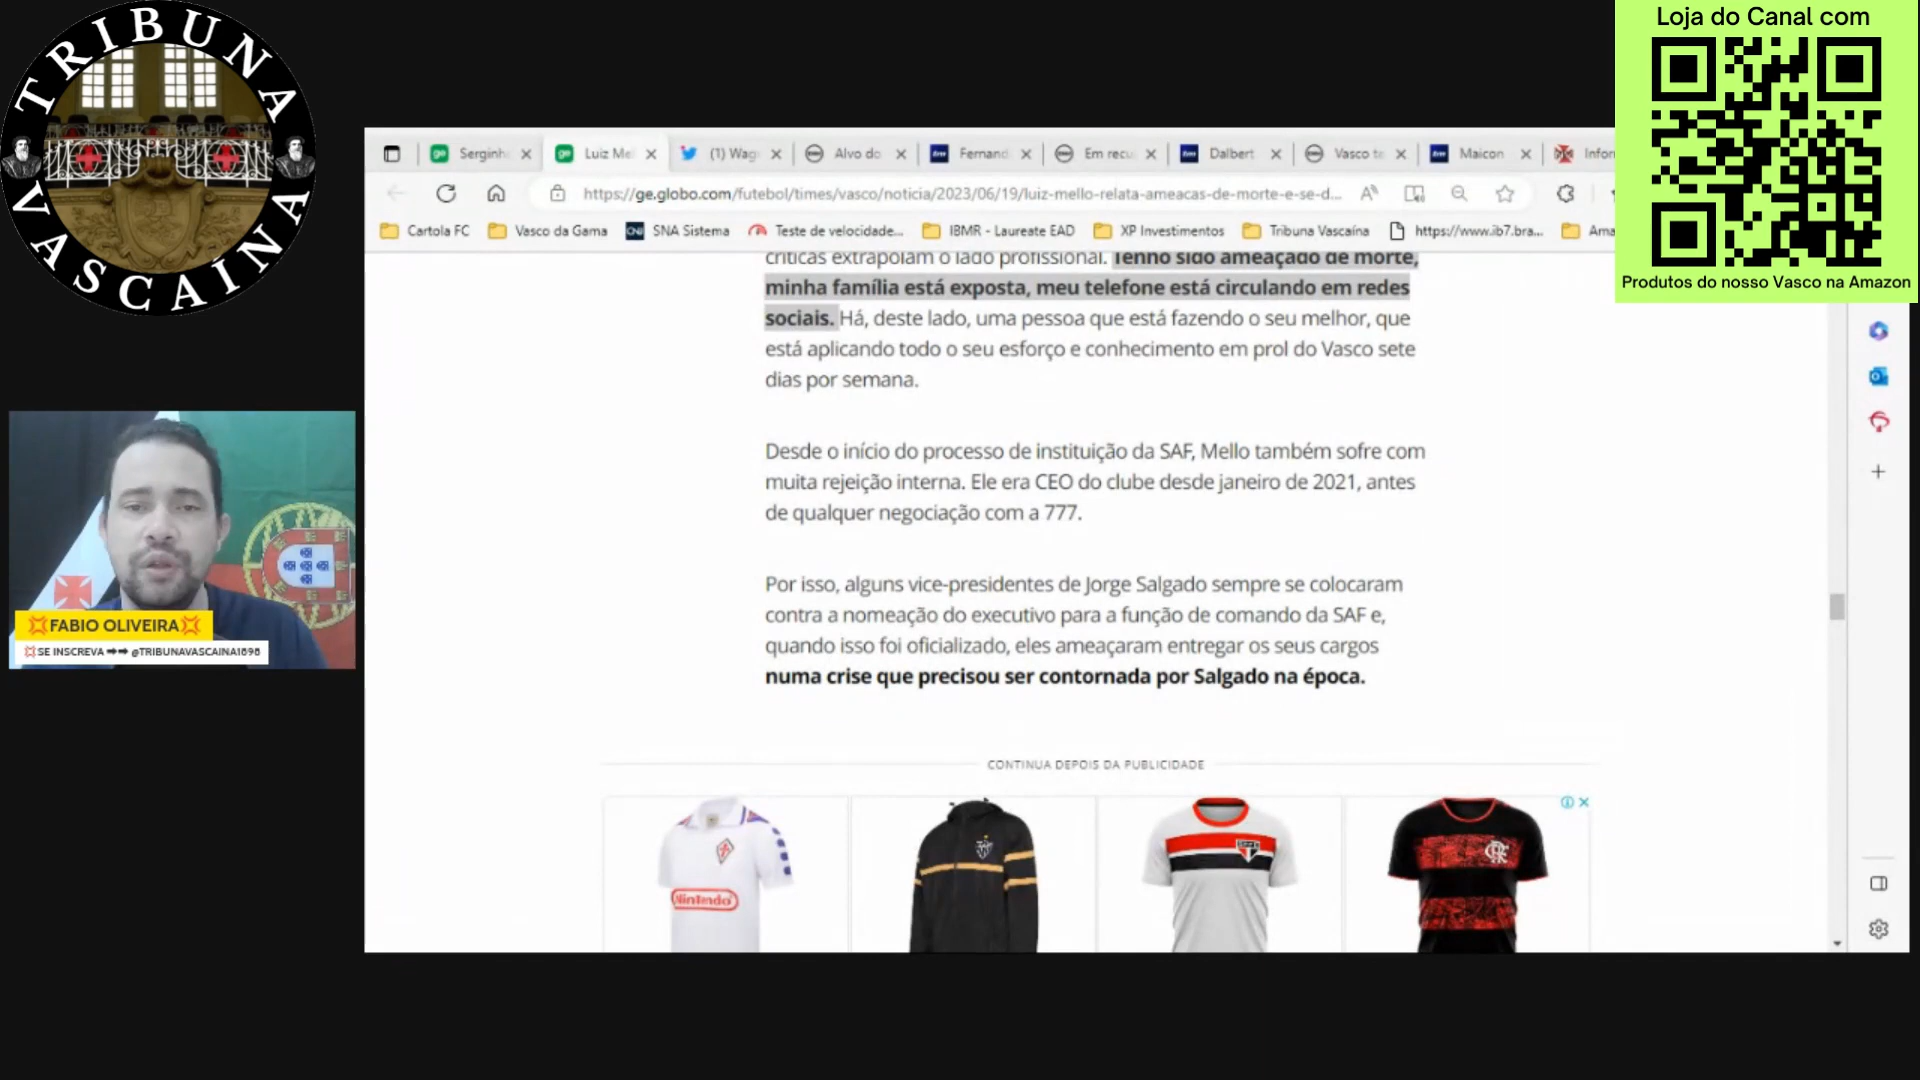 TRIBUNA
VASCAÍNA
Loja do Canal com
Produtos do nosso Vasco na Amazon
Serginh
Luiz Me
(1) Wag
Alvo do
Fernand
Em recu
Dalbert
Vasco te
Maicon
Infor
https://ge.globo.com/futebol/times/vasco/noticia/2023/06/19/luiz-mello-relata-ameacas-de-morte-e-se-d...
Cartola FC
Vasco da Gama
SNA Sistema
Teste de velocidade...
IBMR - Laureate EAD
XP Investimentos
Tribuna Vascaína
https://www.ib7.bra...
Ama
críticas extrapolam o lado profissional. Tenho sido ameaçado de morte,
minha família está exposta, meu telefone está circulando em redes
sociais. Há, deste lado, uma pessoa que está fazendo o seu melhor, que
está aplicando todo o seu esforço e conhecimento em prol do Vasco sete
dias por semana.
Desde o início do processo de instituição da SAF, Mello também sofre com
muita rejeição interna. Ele era CEO do clube desde janeiro de 2021, antes
de qualquer negociação com a 777.
Por isso, alguns vice-presidentes de Jorge Salgado sempre se colocaram
contra a nomeação do executivo para a função de comando da SAF e,
quando isso foi oficializado, eles ameaçaram entregar os seus cargos
numa crise que precisou ser contornada por Salgado na época.
CONTINUA DEPOIS DA PUBLICIDADE
Nintendo
FABIO OLIVEIRA
SE INSCREVA ➡➡ @TRIBUNAVASCAINA1898